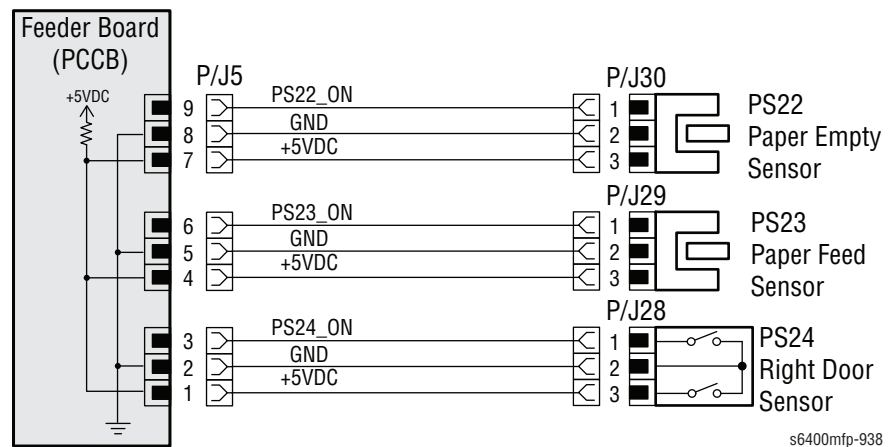 Feeder Board
(PCCB)
+5VDC
P/J5
P/J30
9 PS22_ON 1
8 GND 2
7 +5VDC 3
PS22
Paper Empty
Sensor
P/J29
6 PS23_ON 1
5 GND 2
4 +5VDC 3
PS23
Paper Feed
Sensor
P/J28
3 PS24_ON 1
2 GND 2
1 +5VDC 3
PS24
Right Door
Sensor
s6400mfp-938